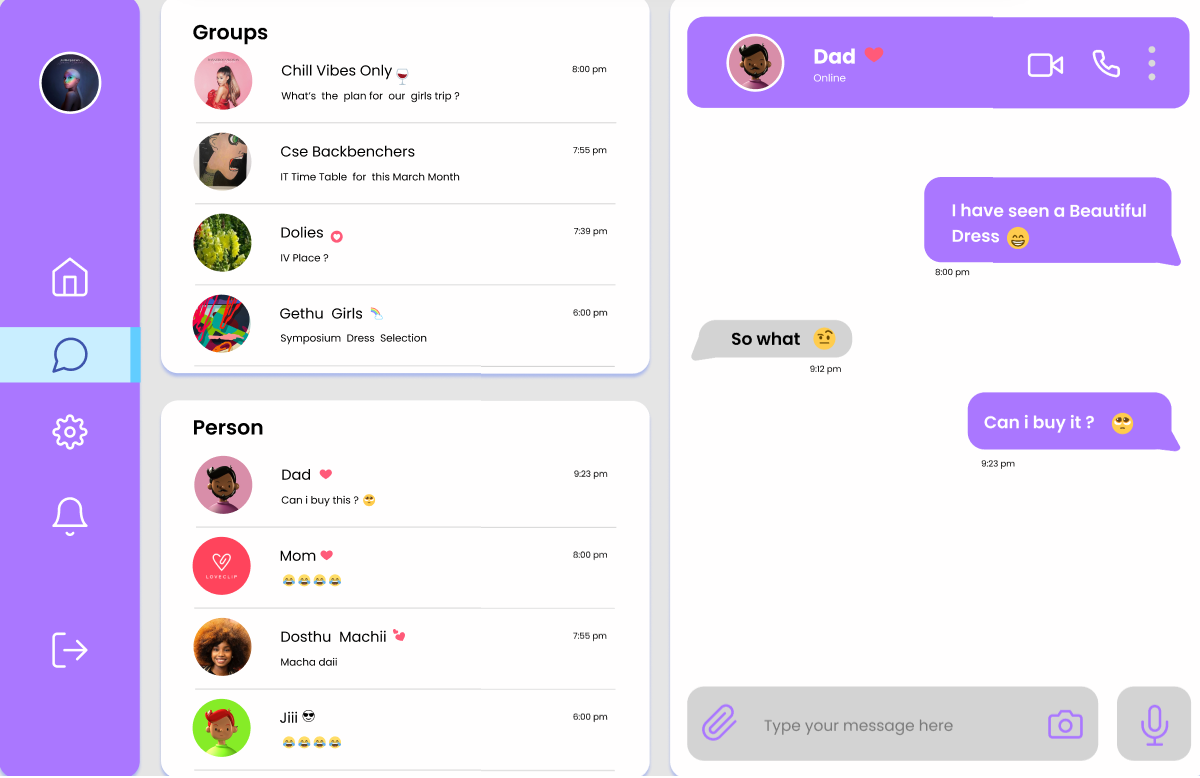 Groups
Chill Vibes Only 🍷
8:00 pm
What's the plan for our girls trip ?
Cse Backbenchers
7:55 pm
IT Time Table for this March Month
Dolies
7:39 pm
IV Place ?
Gethu Girls
6:00 pm
Symposium Dress Selection
Person
Dad ❤️
9:23 pm
Can i buy this ? 🥺
LOVECLIP
Mom ❤️
8:00 pm
😂😂😂😂
Dosthu Machii 💕
7:55 pm
Macha daii
Jiii 😎
6:00 pm
😂😂😂😂
Dad ❤️
Online
I have seen a Beautiful
Dress 😁
8:00 pm
So what 🤨
9:12 pm
Can i buy it ? 🥺
9:23 pm
Type your message here